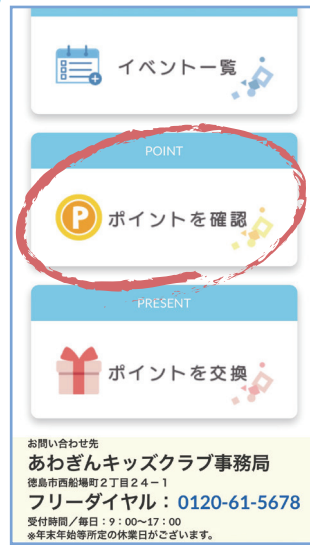 イベント一覧
POINT
P
ポイントを確認
PRESENT
ポイントを交換
お問い合わせ先
あわぎんキッズクラブ事務局
徳島市西船場町2丁目24−1
フリーダイヤル：0120-61-5678
受付時間／毎日：9：00〜17：00
※年末年始等所定の休業日がございます。